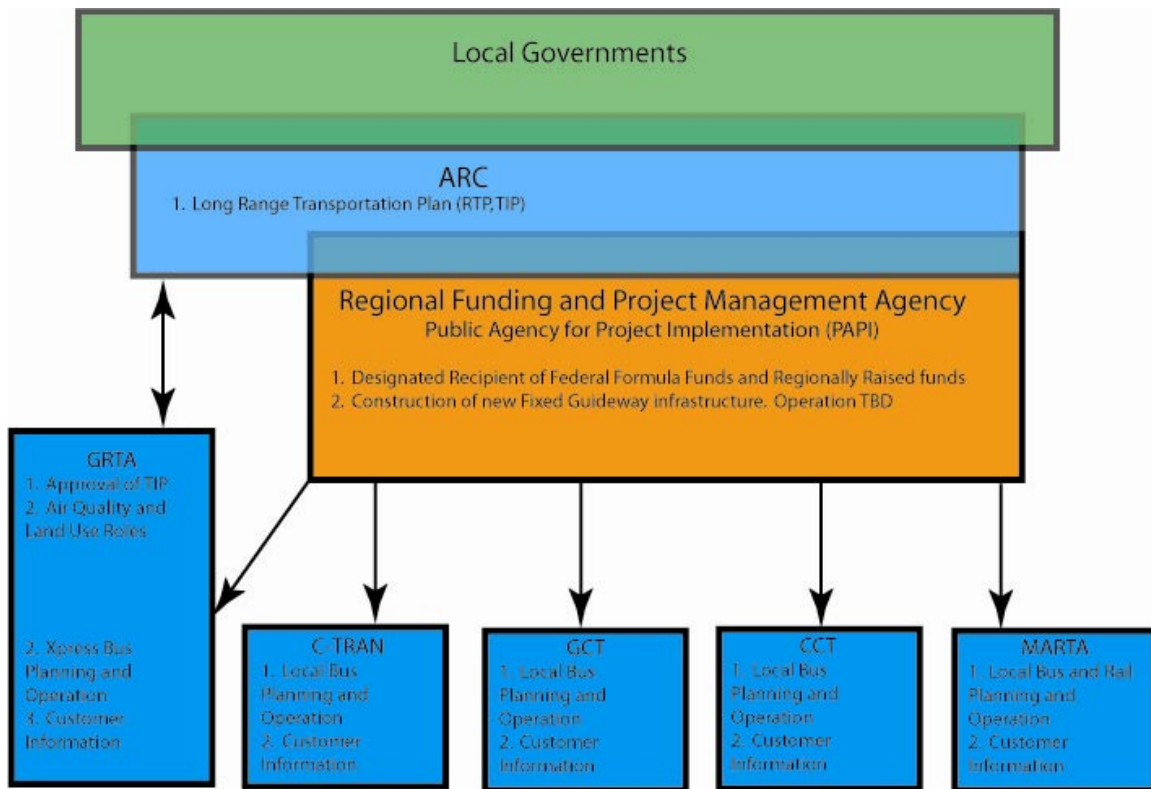 Local Governments
ARC
1. Long Range Transportation Plan (RTP, TIP)
Regional Funding and Project Management Agency
Public Agency for Project Implementation (PAPI)
1. Designated Recipient of Federal Formula Funds and Regionally Raised funds
2. Construction of new Fixed Guideway infrastructure. Operation TBD
GRTA
1. Approval of TIP
2. Air Quality and
Land Use Roles
2. Xpress Bus
Planning and
Operation
3. Customer
Information
C-TRAN
1. Local Bus
Planning and
Operation
2. Customer
Information
GCT
1. Local Bus
Planning and
Operation
2. Customer
Information
CCT
1. Local Bus
Planning and
Operation
2. Customer
Information
MARTA
1. Local Bus and Rail
Planning and
Operation
2. Customer
Information